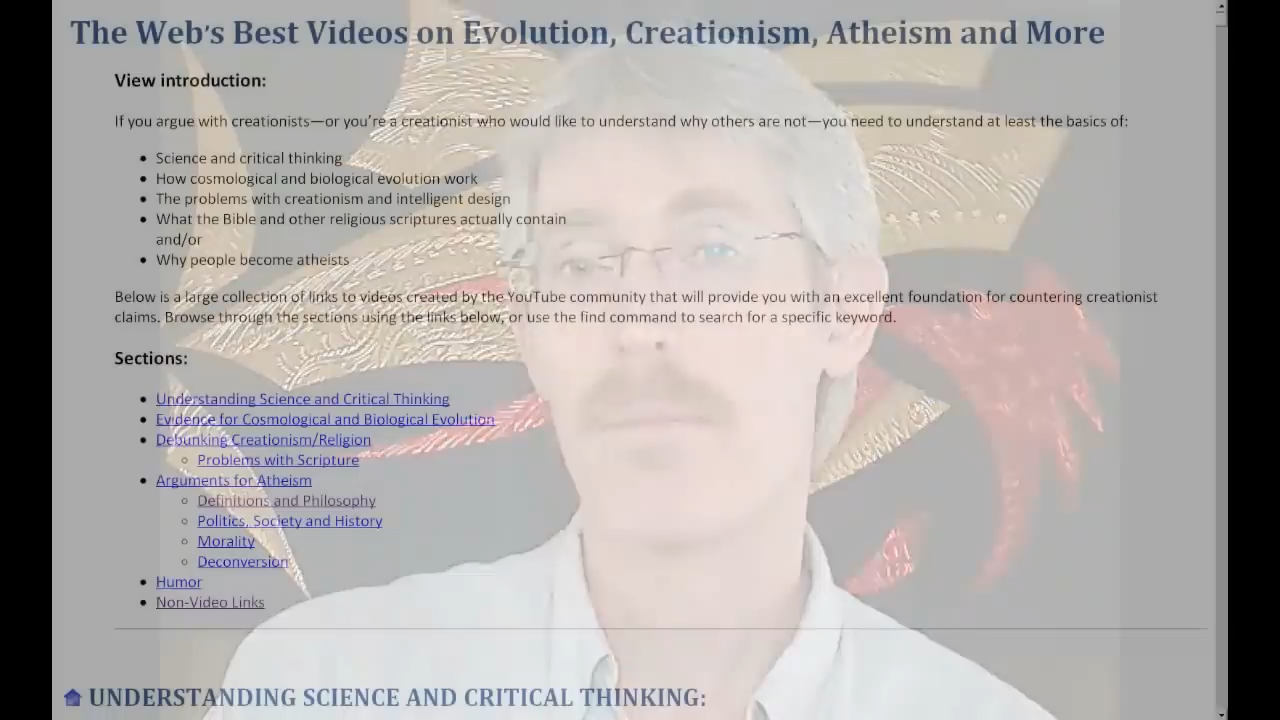 The Web's Best Videos on Evolution, Creationism, Atheism and More
View introduction:
If you argue with creationists—or you're a creationist who would like to understand why others are not—you need to understand at least the basics of:
• Science and critical thinking
• How cosmological and biological evolution work
• The problems with creationism and intelligent design
• What the Bible and other religious scriptures actually contain
and/or
• Why people become atheists
Below is a large collection of links to videos created by the YouTube community that will provide you with an excellent foundation for countering creationist
claims. Browse through the sections using the links below, or use the find command to search for a specific keyword.
Sections:
• Understanding Science and Critical Thinking
• Evidence for Cosmological and Biological Evolution
• Debunking Creationism/Religion
◦ Problems with Scripture
• Arguments for Atheism
◦ Definitions and Philosophy
◦ Politics, Society and History
◦ Morality
◦ Deconversion
• Humor
• Non-Video Links
UNDERSTANDING SCIENCE AND CRITICAL THINKING: